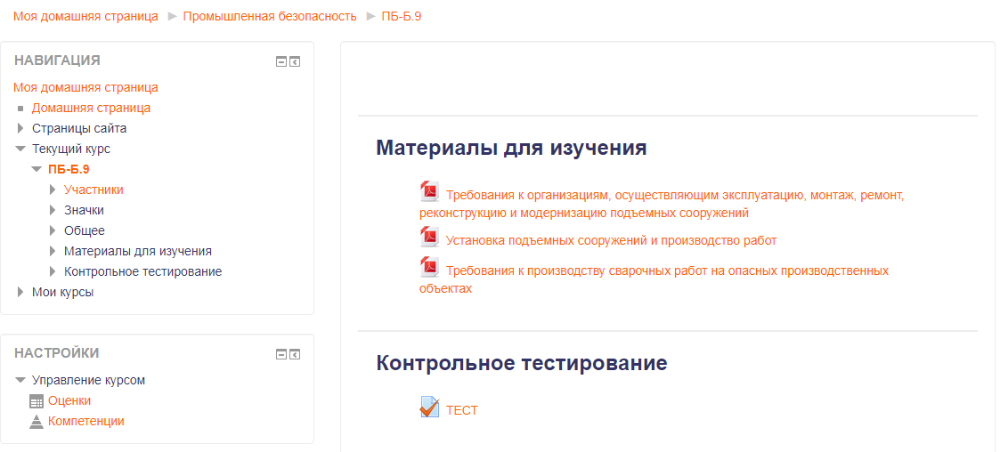 Моя домашняя страница ► Промышленная безопасность ► ПБ-Б.9
НАВИГАЦИЯ
Моя домашняя страница
Домашняя страница
Страницы сайта
Текущий курс
ПБ-Б.9
Участники
Значки
Общее
Материалы для изучения
Контрольное тестирование
Мои курсы
НАСТРОЙКИ
Управление курсом
Оценки
Компетенции
Материалы для изучения
Требования к организациям, осуществляющим эксплуатацию, монтаж, ремонт,
реконструкцию и модернизацию подъемных сооружений
Установка подъемных сооружений и производство работ
Требования к производству сварочных работ на опасных производственных
объектах
Контрольное тестирование
ТЕСТ